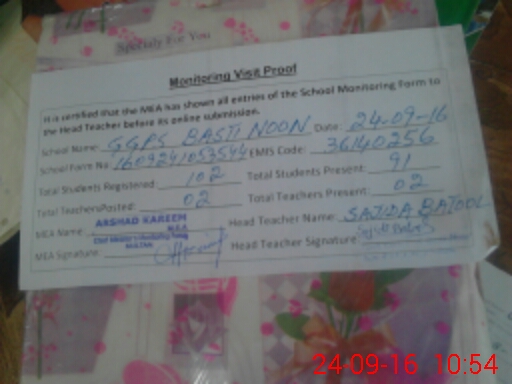 Specialy For You
Monitoring Visit Proof
It is certified that the MEA has shown all entries of the School Monitoring Form to
the Head Teacher before its online submission.
School Name: GGPS BASTI NOON Date: 24-09-16
School Form No: 1609241053544 EMIS Code: 36140256
Total Students Registered: 102 Total Students Present: 91
Total Teachers Posted: 02 Total Teachers Present: 02
MEA Name: ARSHAD KAREEM Head Teacher Name: SAJIDA BATOOL
M.E.A
MULTAN
MEA Signature: Head Teacher Signature
24-09-16 10:54